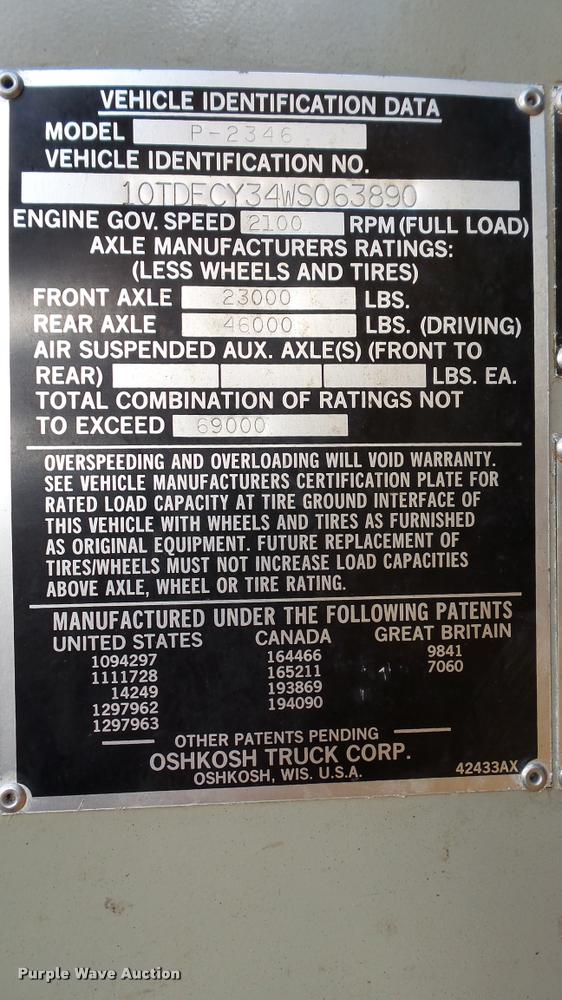 VEHICLE IDENTIFICATION DATA
MODEL P-2346
VEHICLE IDENTIFICATION NO.
10TDECY34WS063890
ENGINE GOV. SPEED 2100 RPM (FULL LOAD)
AXLE MANUFACTURERS RATINGS:
(LESS WHEELS AND TIRES)
FRONT AXLE 23000 LBS.
REAR AXLE 46000 LBS. (DRIVING)
AIR SUSPENDED AUX. AXLE(S) (FRONT TO
REAR) LBS. EA.
TOTAL COMBINATION OF RATINGS NOT
TO EXCEED 69000
OVERSPEEDING AND OVERLOADING WILL VOID WARRANTY.
SEE VEHICLE MANUFACTURERS CERTIFICATION PLATE FOR
RATED LOAD CAPACITY AT TIRE GROUND INTERFACE OF
THIS VEHICLE WITH WHEELS AND TIRES AS FURNISHED
AS ORIGINAL EQUIPMENT. FUTURE REPLACEMENT OF
TIRES/WHEELS MUST NOT INCREASE LOAD CAPACITIES
ABOVE AXLE, WHEEL OR TIRE RATING.
MANUFACTURED UNDER THE FOLLOWING PATENTS
UNITED STATES CANADA GREAT BRITAIN
1094297 164466 9841
1111728 165211 7060
14249 193869
1297962 194090
1297963
OTHER PATENTS PENDING
OSHKOSH TRUCK CORP.
OSHKOSH, WIS. U.S.A. 42433AX
Purple Wave Auction